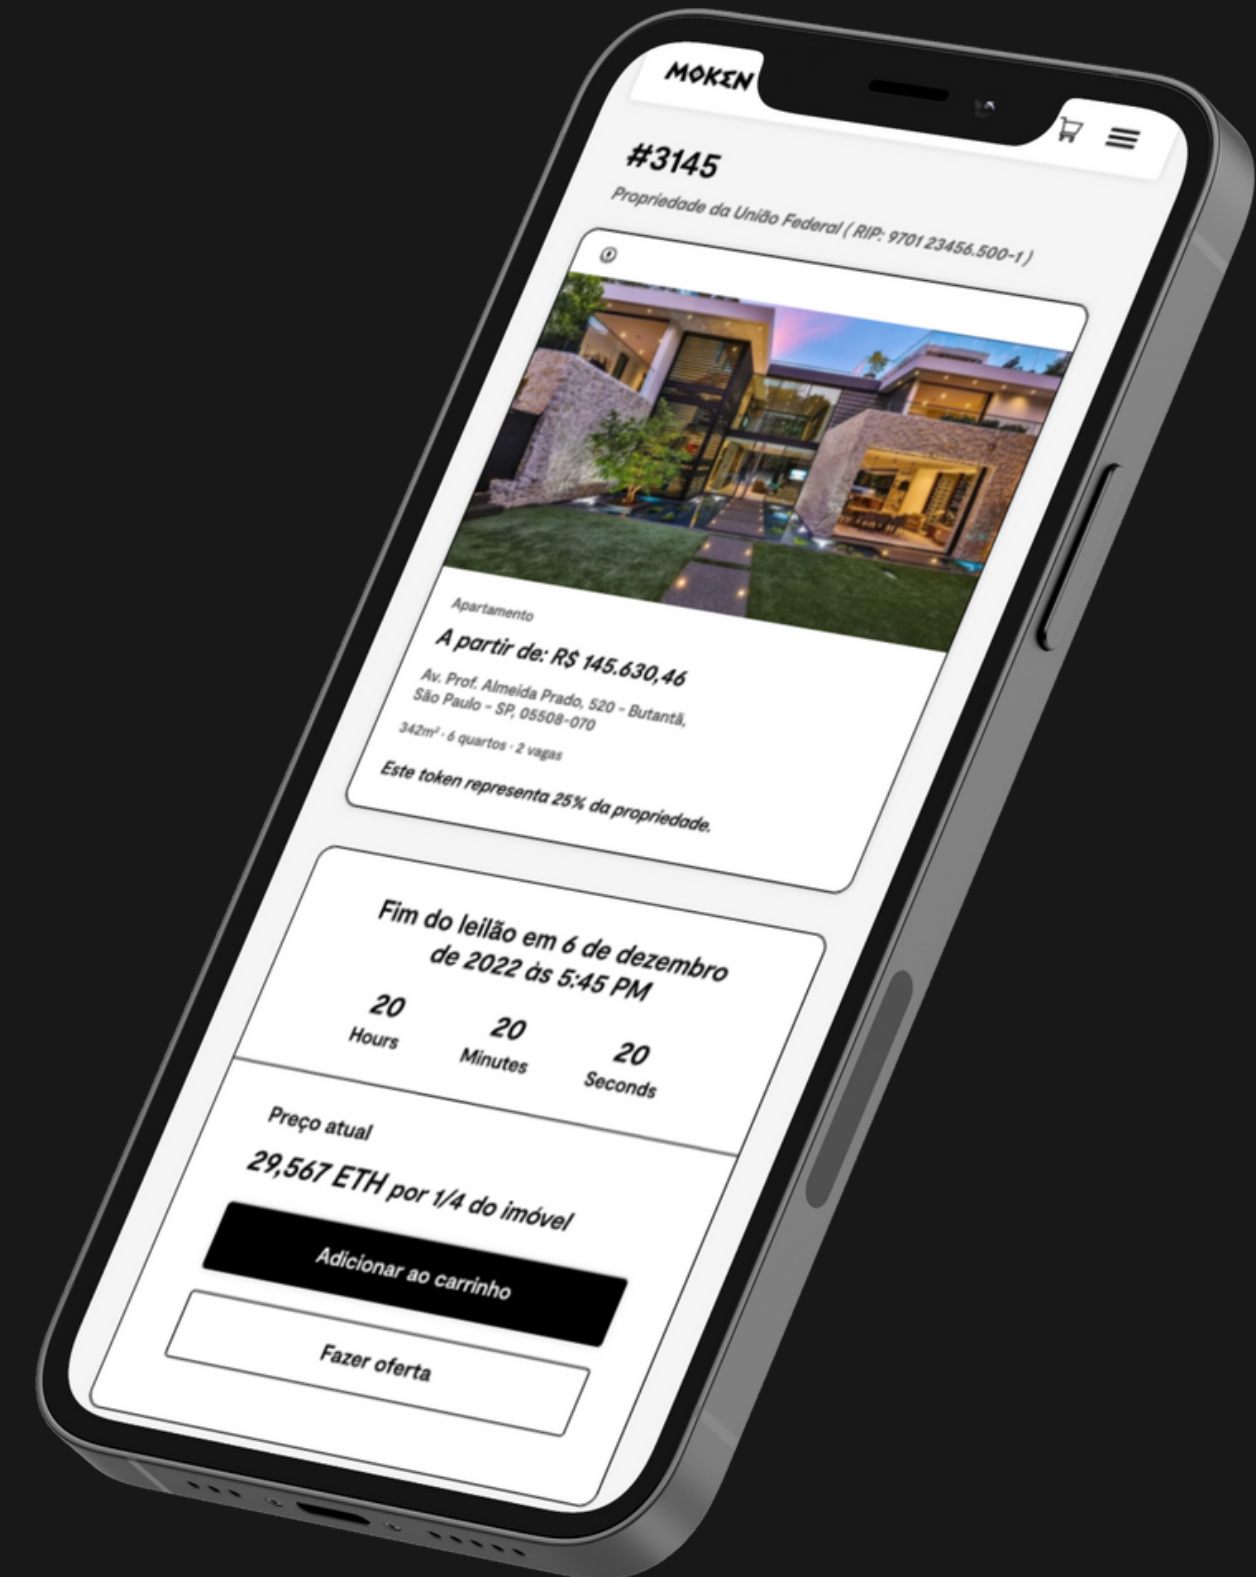 MOKEN
#3145
Propriedade da União Federal ( RIP: 9701 23456.500-1 )
Apartamento
A partir de: R$ 145.630,46
Av. Prof. Almeida Prado, 520 - Butantã,
São Paulo - SP, 05508-070
342m² · 6 quartos · 2 vagas
Este token representa 25% da propriedade.
Fim do leilão em 6 de dezembro
de 2022 às 5:45 PM
20 20 20
Hours Minutes Seconds
Preço atual
29,567 ETH por 1/4 do imóvel
Adicionar ao carrinho
Fazer oferta